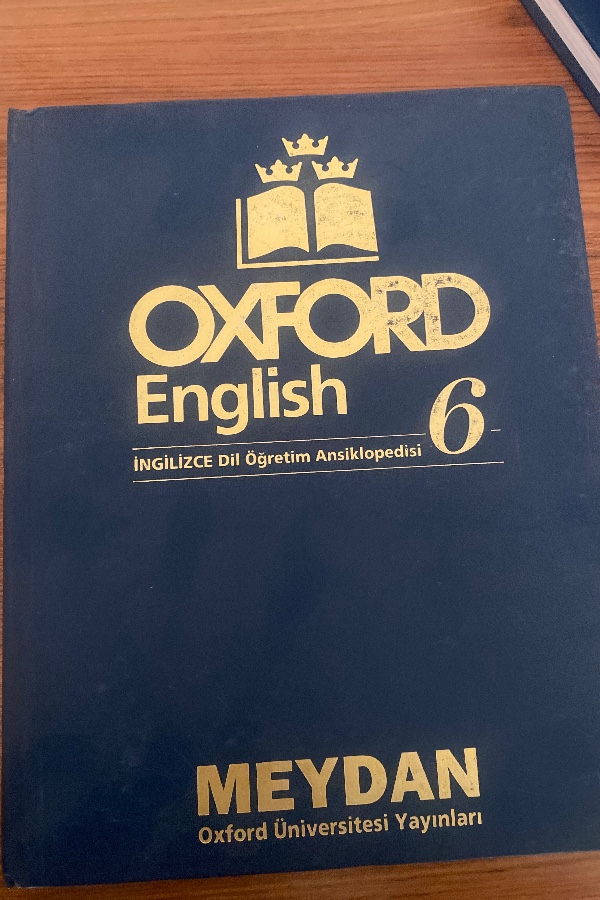 OXFORD
English
6
İNGİLİZCE Dil Öğretim Ansiklopedisi
MEYDAN
Oxford Üniversitesi Yayınları